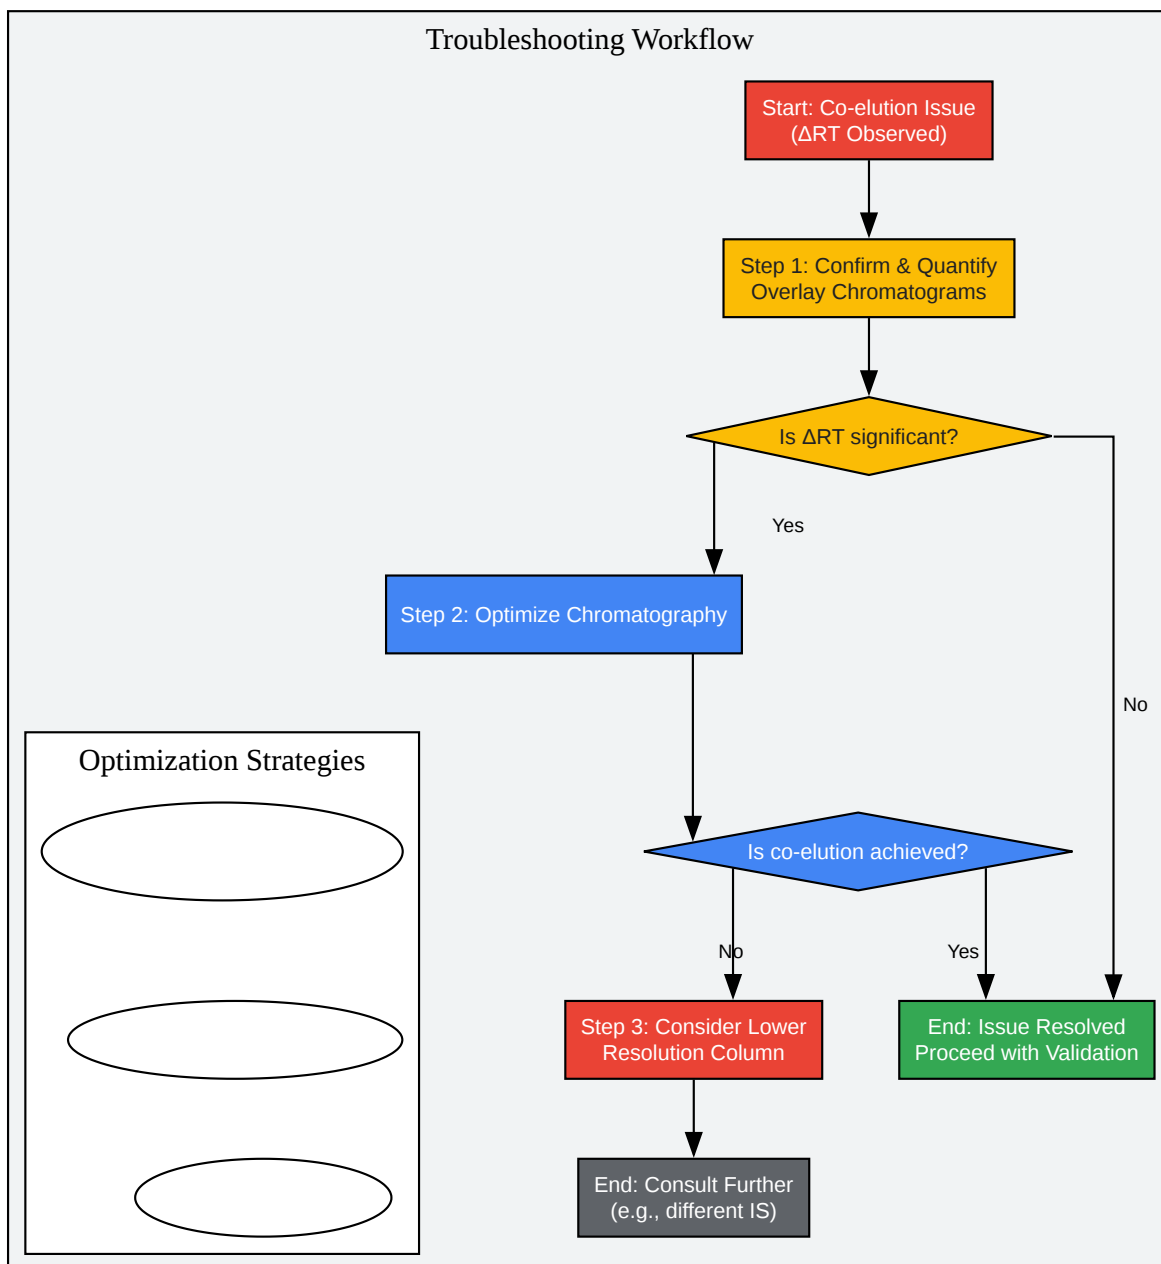 Troubleshooting Workflow
Start: Co-elution Issue
(ΔRT Observed)
Step 1: Confirm & Quantify
Overlay Chromatograms
Is ΔRT significant?
Yes
Step 2: Optimize Chromatography
No
Optimization Strategies
Is co-elution achieved?
No
Yes
Step 3: Consider Lower
Resolution Column
End: Issue Resolved
Proceed with Validation
End: Consult Further
(e.g., different IS)